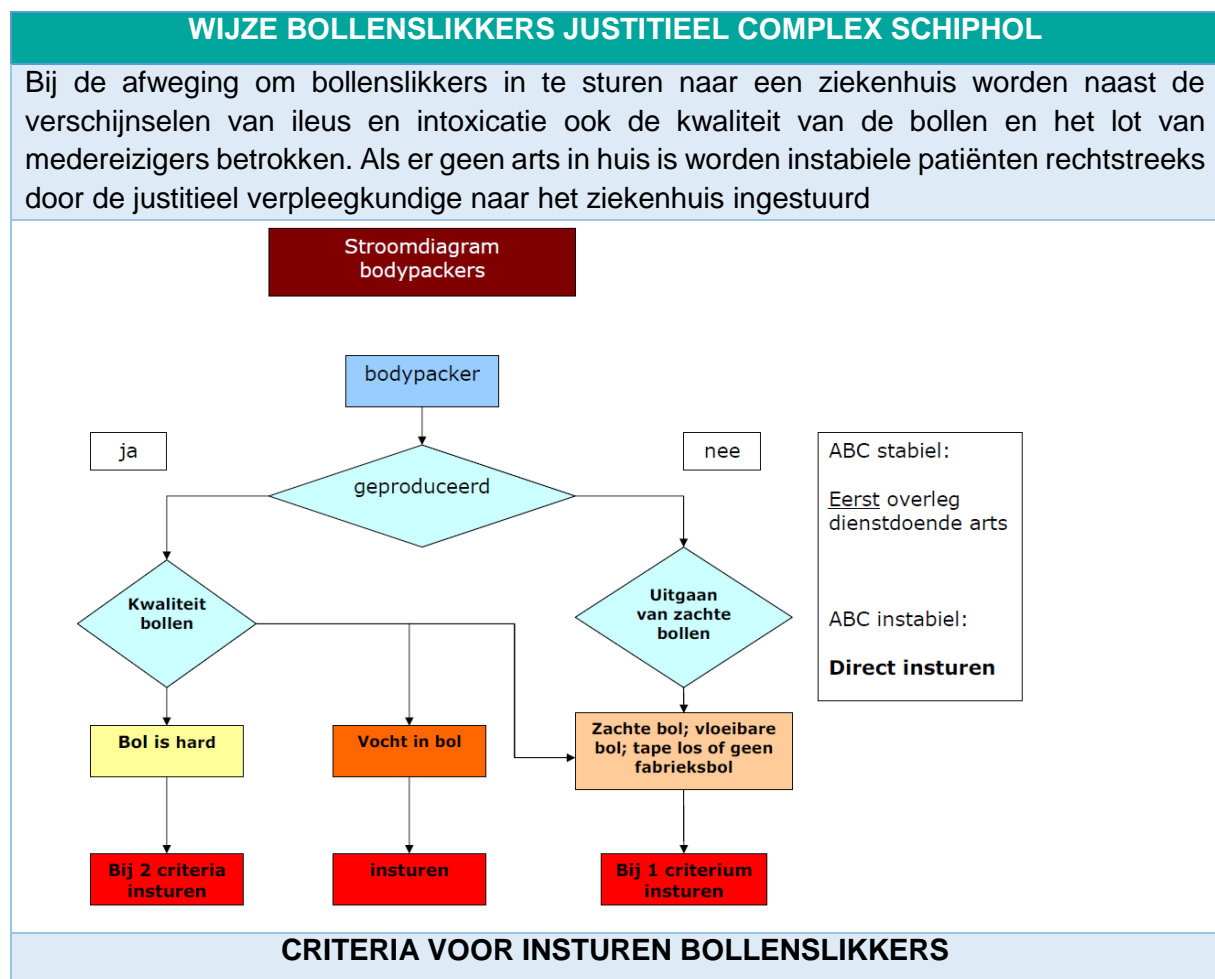 WIJZE BOLLENSLIKKERS JUSTITIEEL COMPLEX SCHIPHOL
Bij de afweging om bollenslikkers in te sturen naar een ziekenhuis worden naast de
verschijnselen van ileus en intoxicatie ook de kwaliteit van de bollen en het lot van
medereizigers betrokken. Als er geen arts in huis is worden instabiele patiënten rechtstreeks
door de justitieel verpleegkundige naar het ziekenhuis ingestuurd
Stroomdiagram
bodypackers
bodypacker
ja
geproduceerd
nee
ABC stabiel:
Eerst overleg
dienstdoende arts
ABC instabiel:
Direct insturen
Kwaliteit
bollen
Uitgaan
van zachte
bollen
Bol is hard
Vocht in bol
Zachte bol; vloeibare
bol; tape los of geen
fabrieksbol
Bij 2 criteria
insturen
insturen
Bij 1 criterium
insturen
CRITERIA VOOR INSTUREN BOLLENSLIKKERS